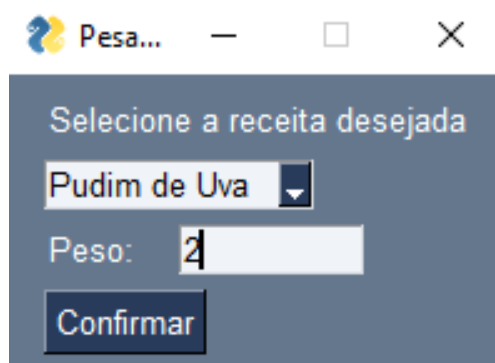 Pesa...
Selecione a receita desejada
Pudim de Uva
Peso: 2
Confirmar